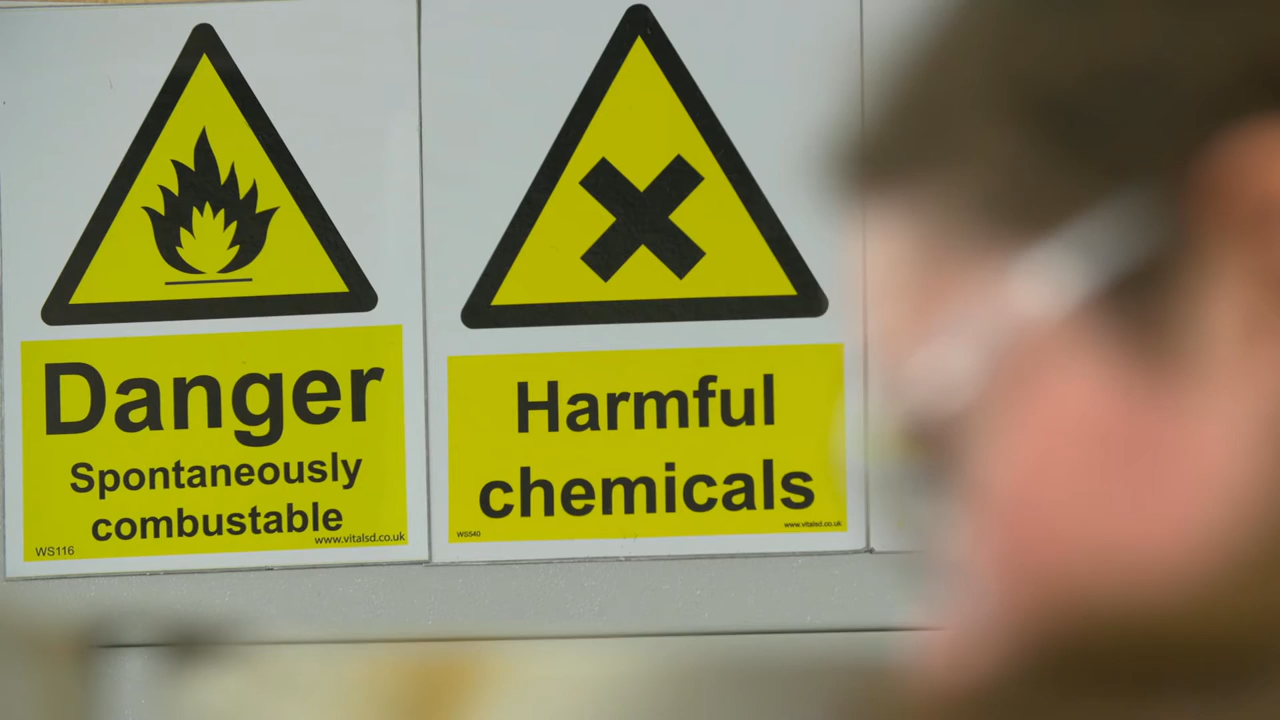 Danger
Spontaneously
combustable
WS116
www.vitalsd.co.uk
Harmful
chemicals
WS540
www.vitalsd.co.uk